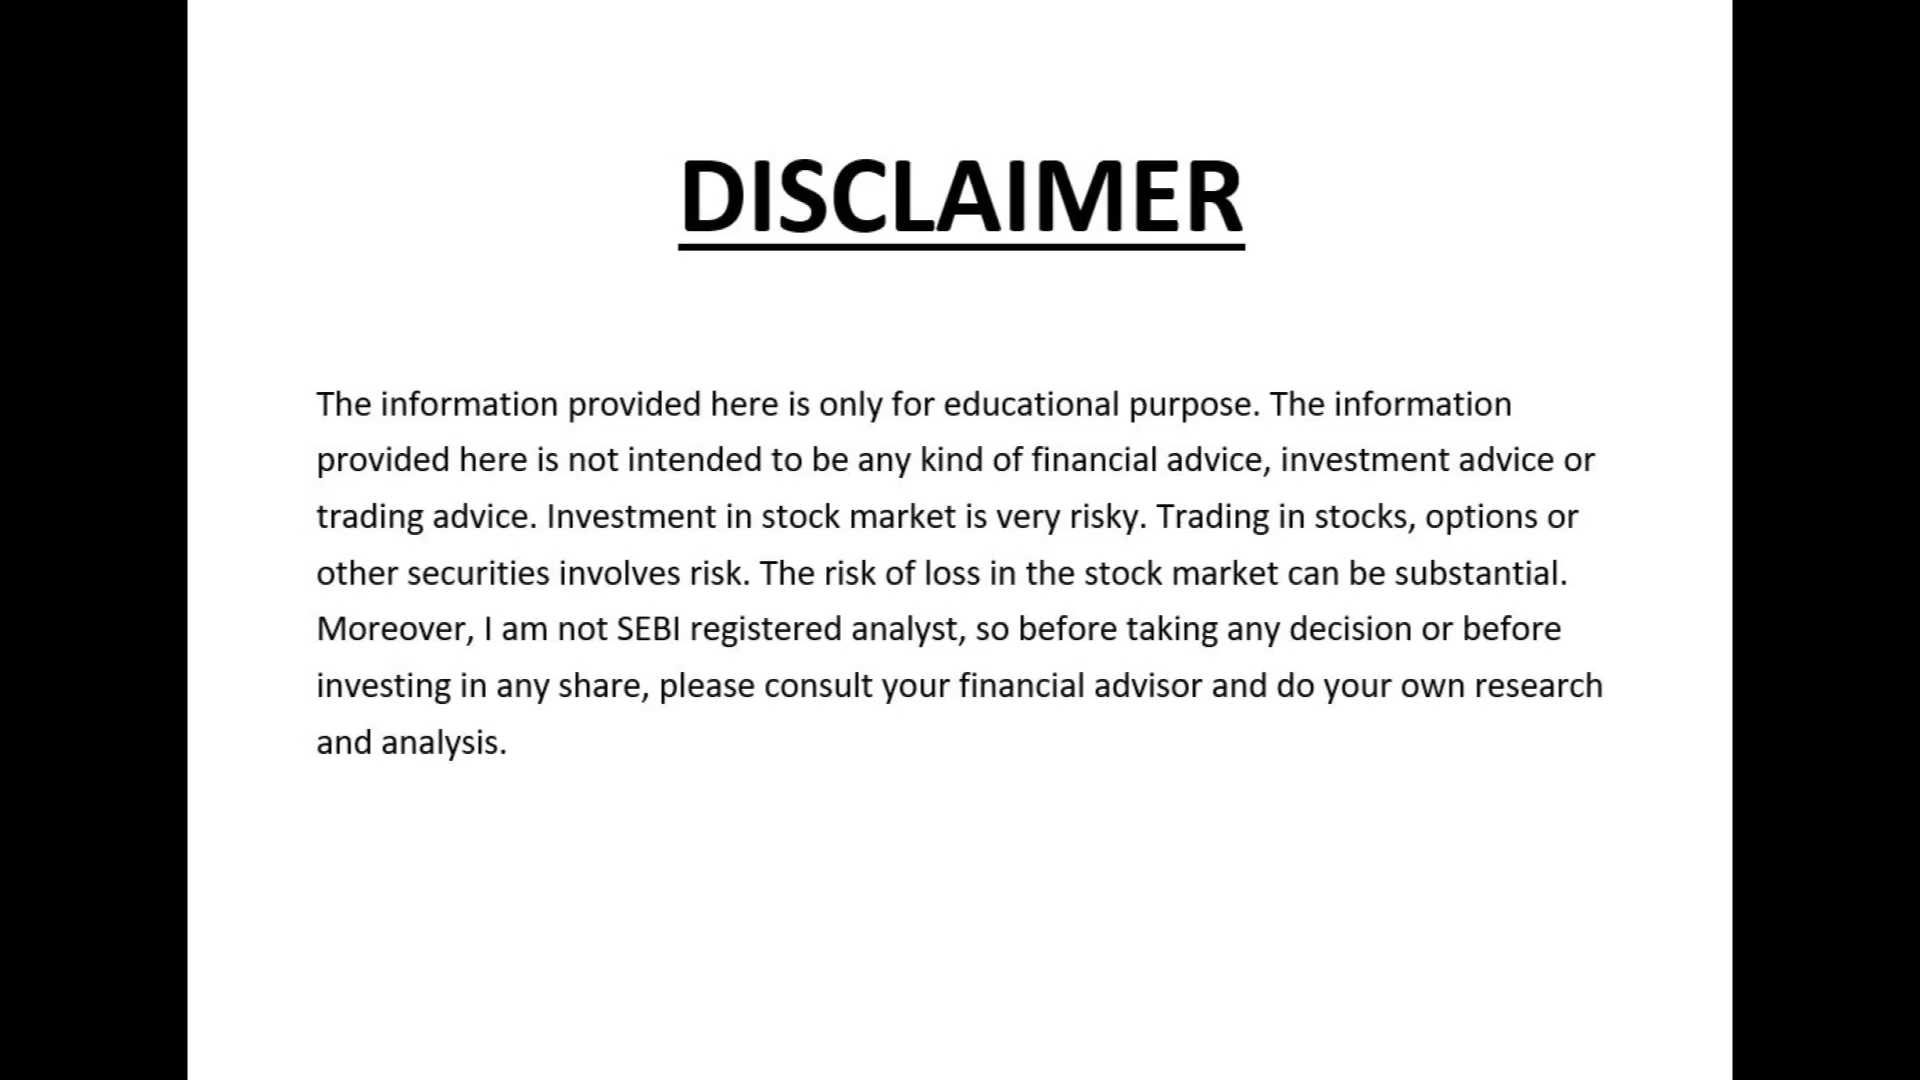 DISCLAIMER
The information provided here is only for educational purpose. The information
provided here is not intended to be any kind of financial advice, investment advice or
trading advice. Investment in stock market is very risky. Trading in stocks, options or
other securities involves risk. The risk of loss in the stock market can be substantial.
Moreover, I am not SEBI registered analyst, so before taking any decision or before
investing in any share, please consult your financial advisor and do your own research
and analysis.